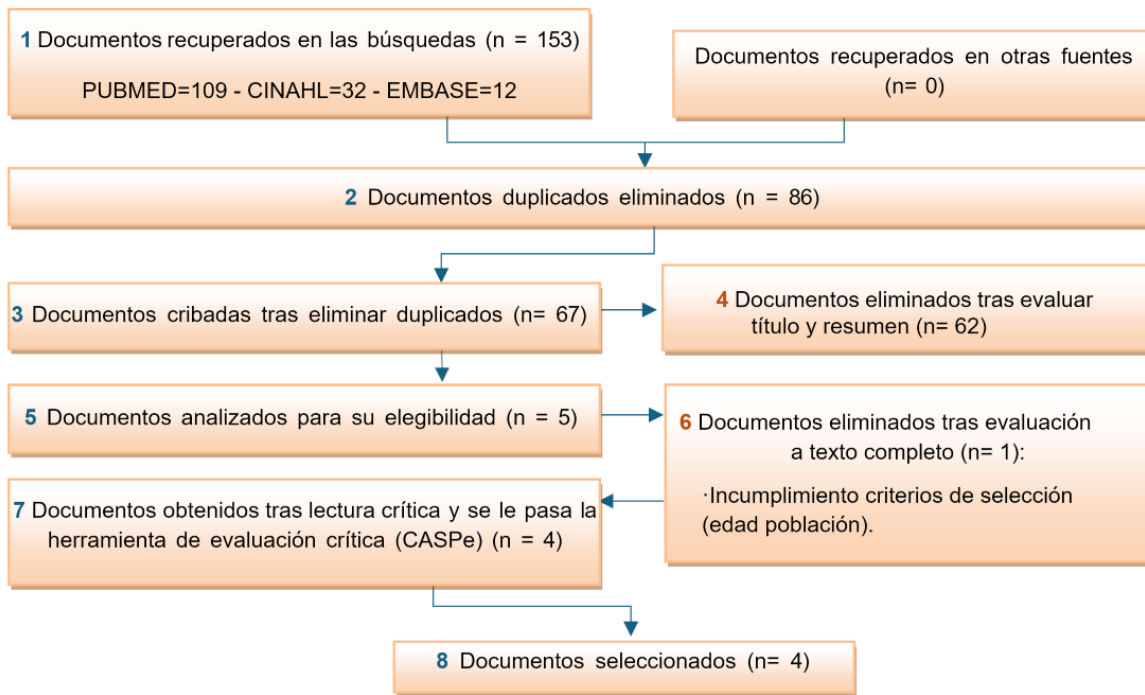 1 Documentos recuperados en las búsquedas (n = 153)
PUBMED=109 - CINAHL=32 - EMBASE=12
Documentos recuperados en otras fuentes
(n= 0)
2 Documentos duplicados eliminados (n = 86)
3 Documentos cribadas tras eliminar duplicados (n= 67)
4 Documentos eliminados tras evaluar
título y resumen (n= 62)
5 Documentos analizados para su elegibilidad (n = 5)
6 Documentos eliminados tras evaluación
a texto completo (n= 1):
·Incumplimiento criterios de selección
(edad población).
7 Documentos obtenidos tras lectura crítica y se le pasa la
herramienta de evaluación crítica (CASPe) (n = 4)
8 Documentos seleccionados (n= 4)